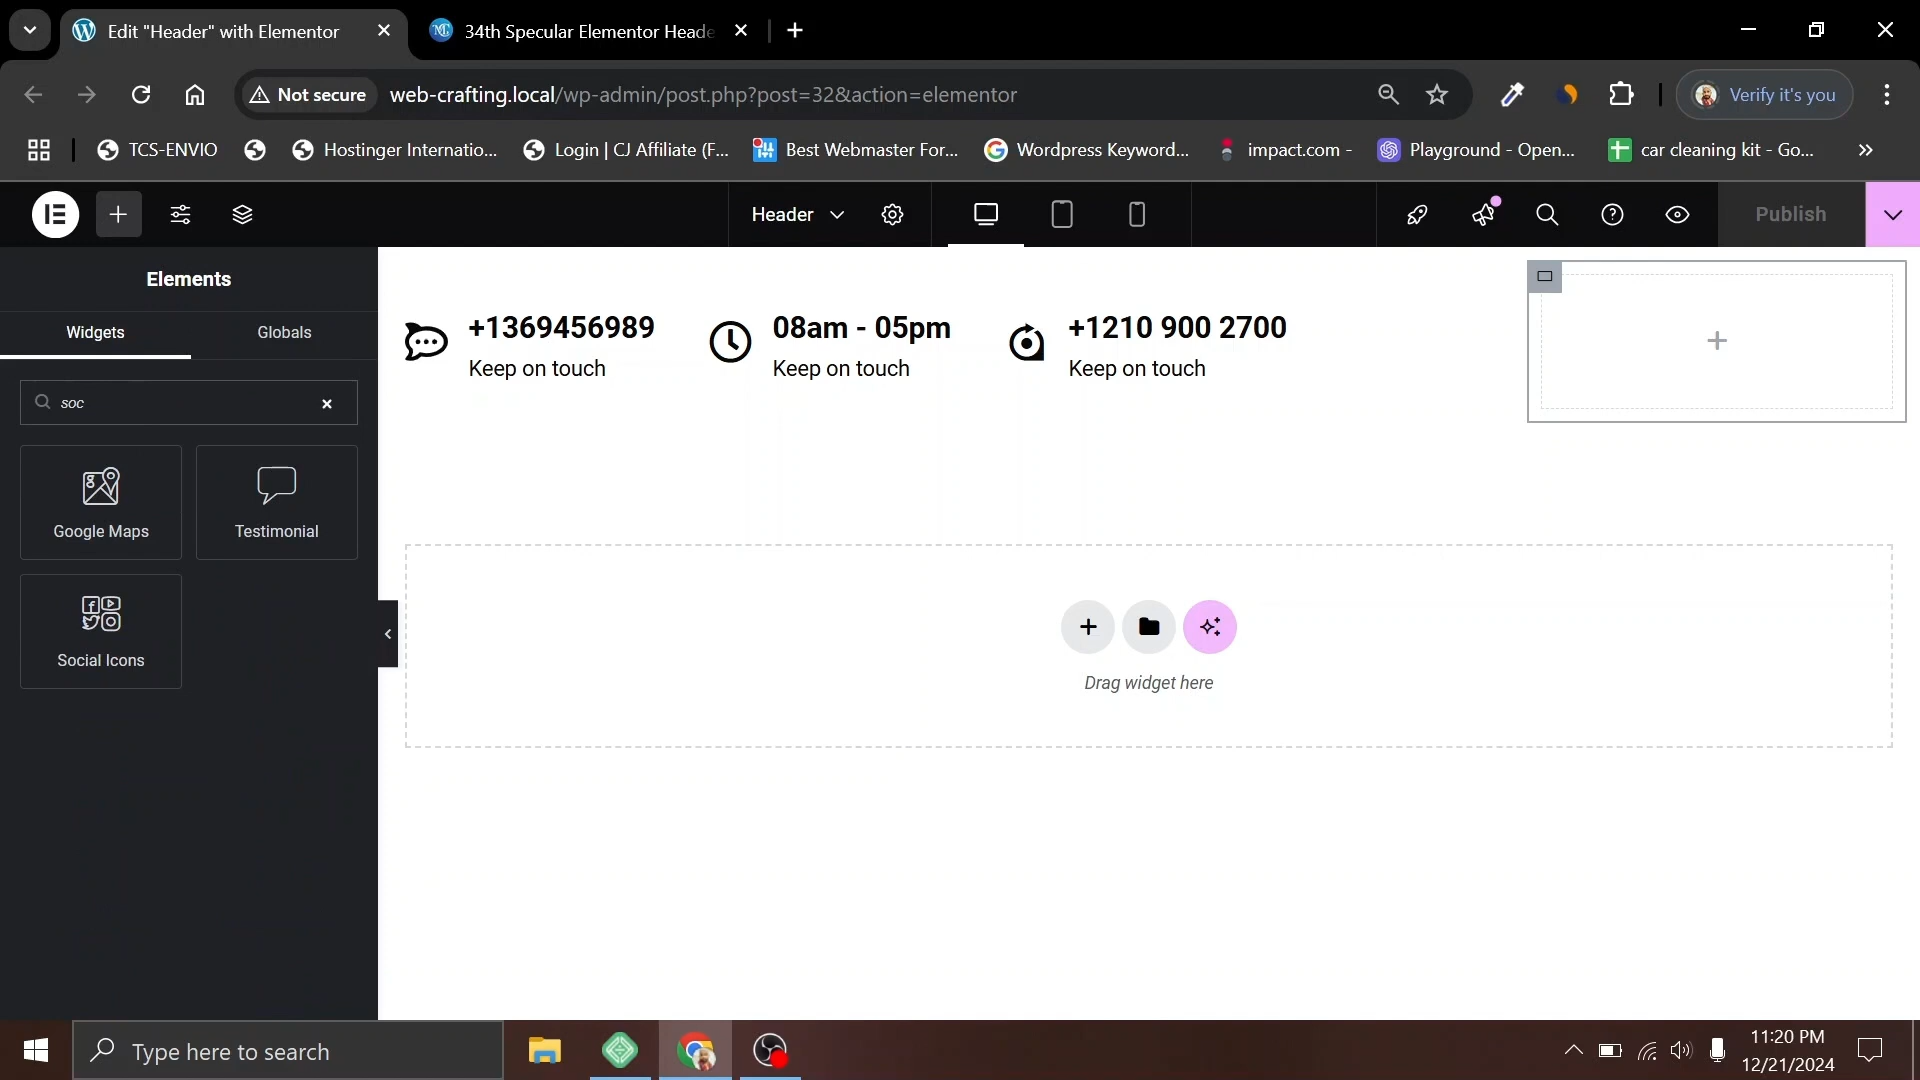 Edit "Header" with Elementor
34th Specular Elementor Heade
Not secure
web-crafting.local/wp-admin/post.php?post=32&action=elementor
Verify it's you
TCS-ENVIO
Hostinger Internatio...
Login | CJ Affiliate (F...
Best Webmaster For...
Wordpress Keyword...
impact.com -
Playground - Open...
car cleaning kit - Go...
Header
Publish
Elements
Widgets
Globals
soc
Google Maps
Testimonial
Social Icons
+1369456989
Keep on touch
08am - 05pm
Keep on touch
+1210 900 2700
Keep on touch
Drag widget here
Type here to search
11:20 PM
12/21/2024